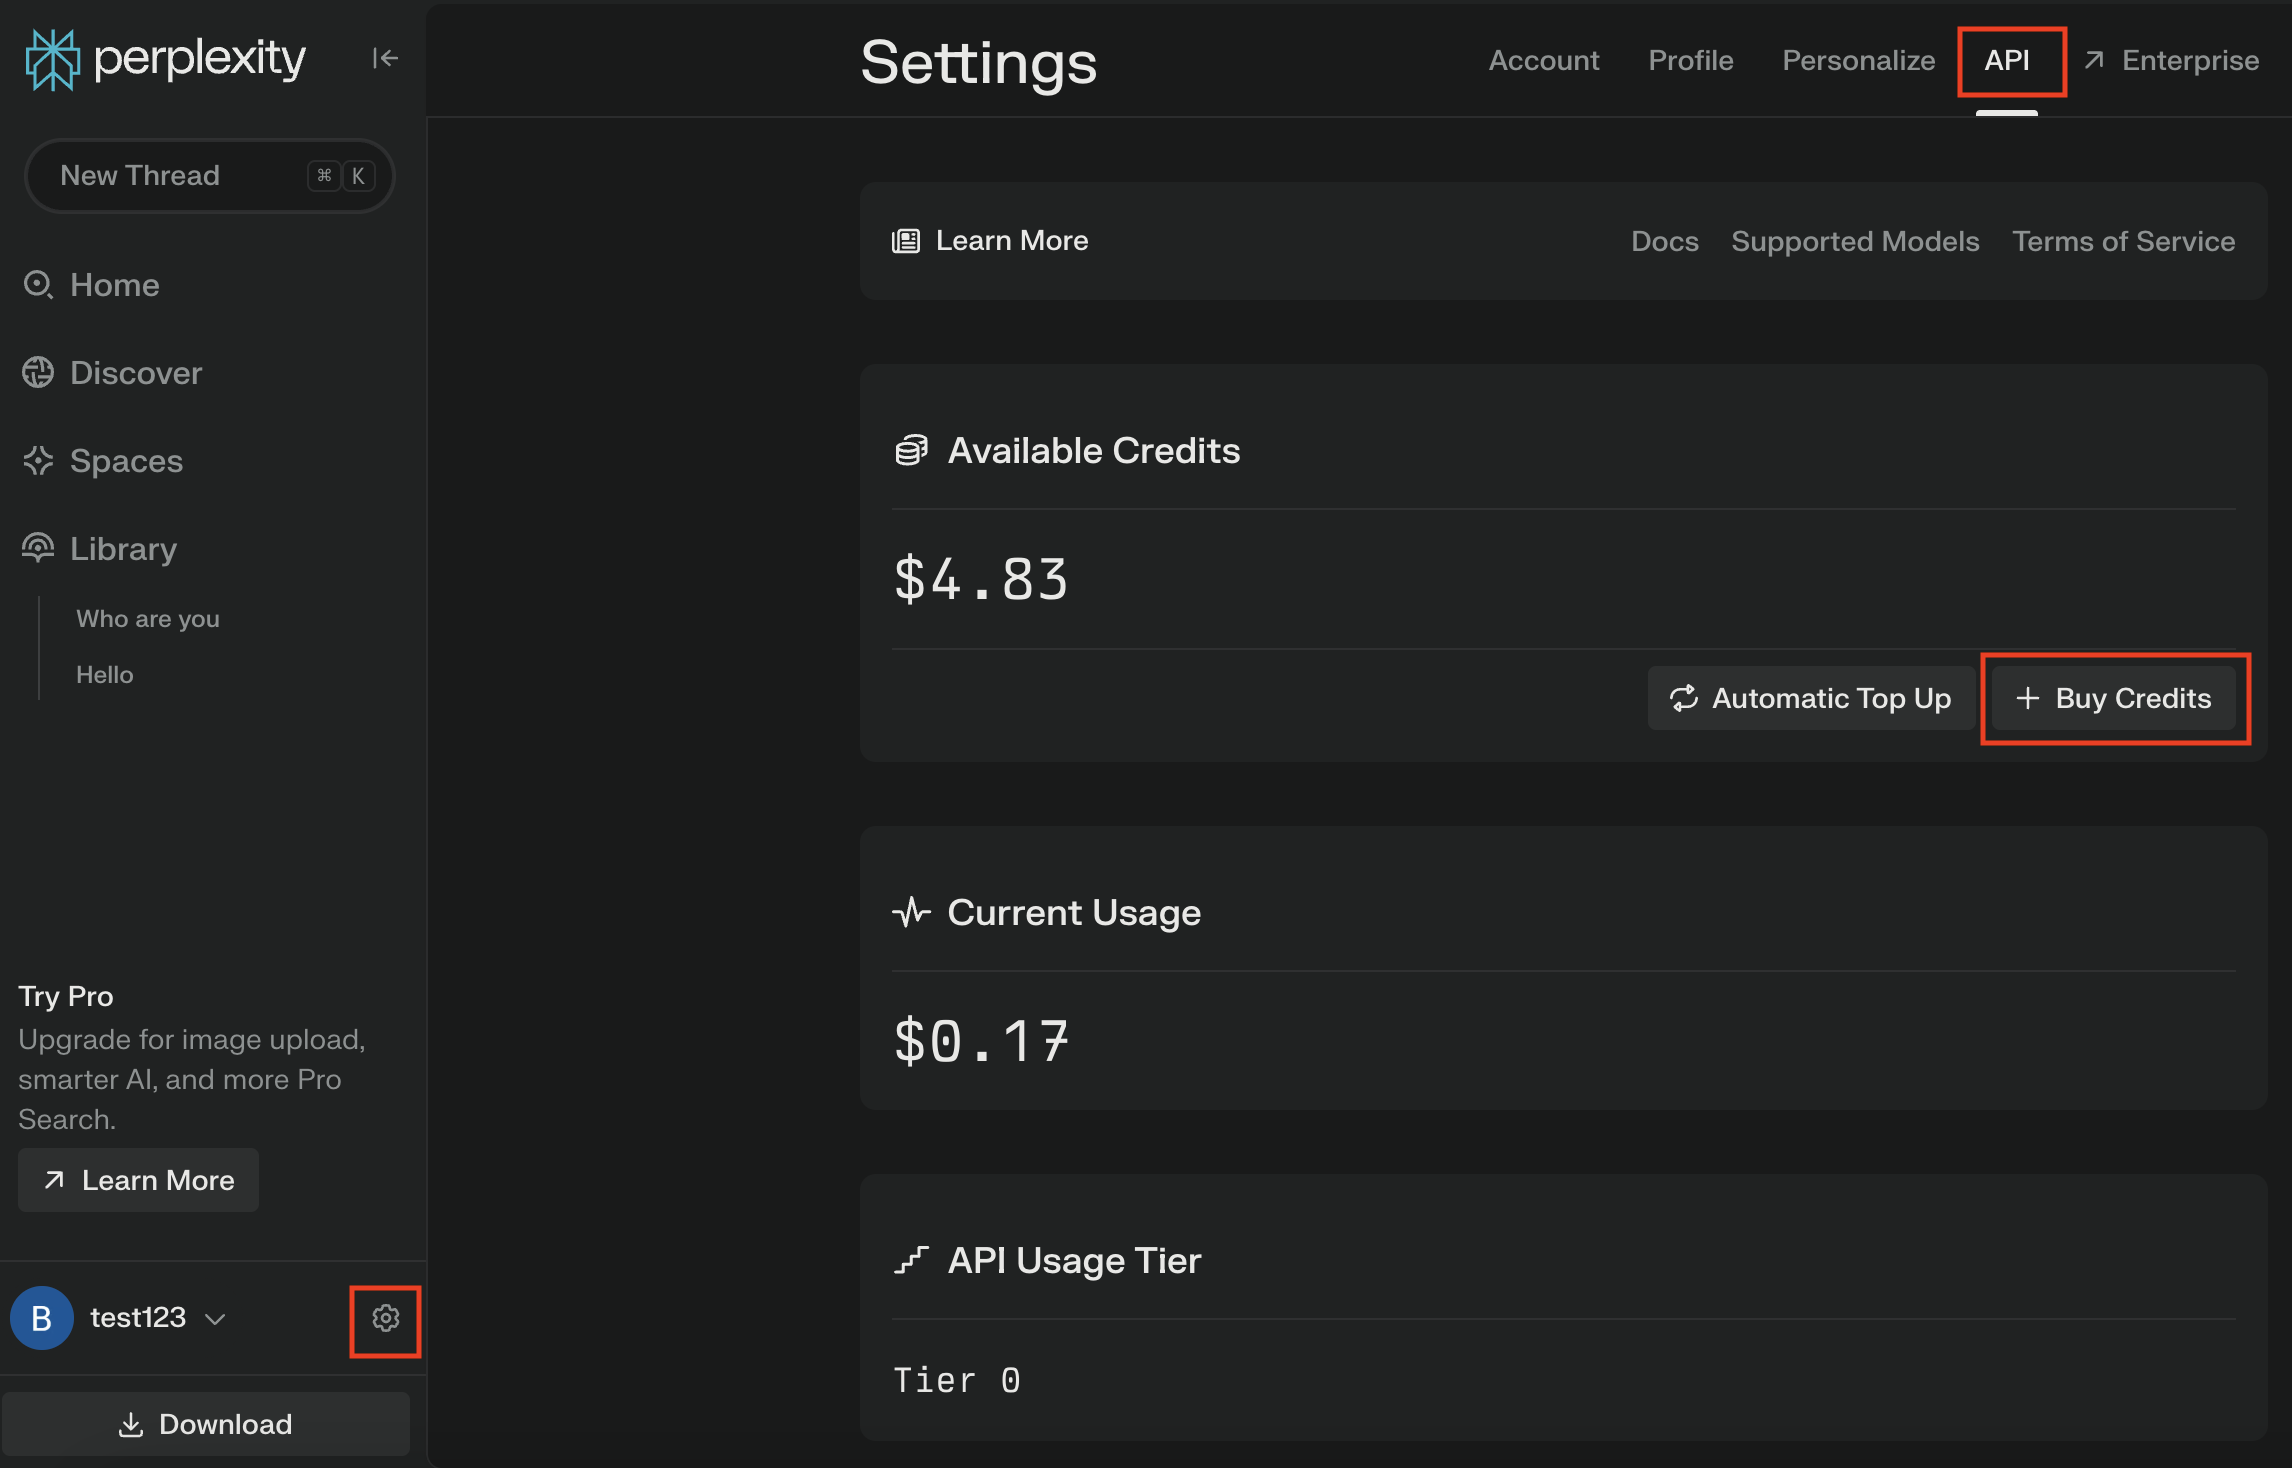 perplexity
New Thread ⌘ K
Home
Discover
Spaces
Library
Who are you
Hello
Try Pro
Upgrade for image upload,
smarter AI, and more Pro
Search.
Learn More
B test123
Download
Settings
Account Profile Personalize API Enterprise
Learn More Docs Supported Models Terms of Service
Available Credits
$4.83
Automatic Top Up + Buy Credits
Current Usage
$0.17
API Usage Tier
Tier 0